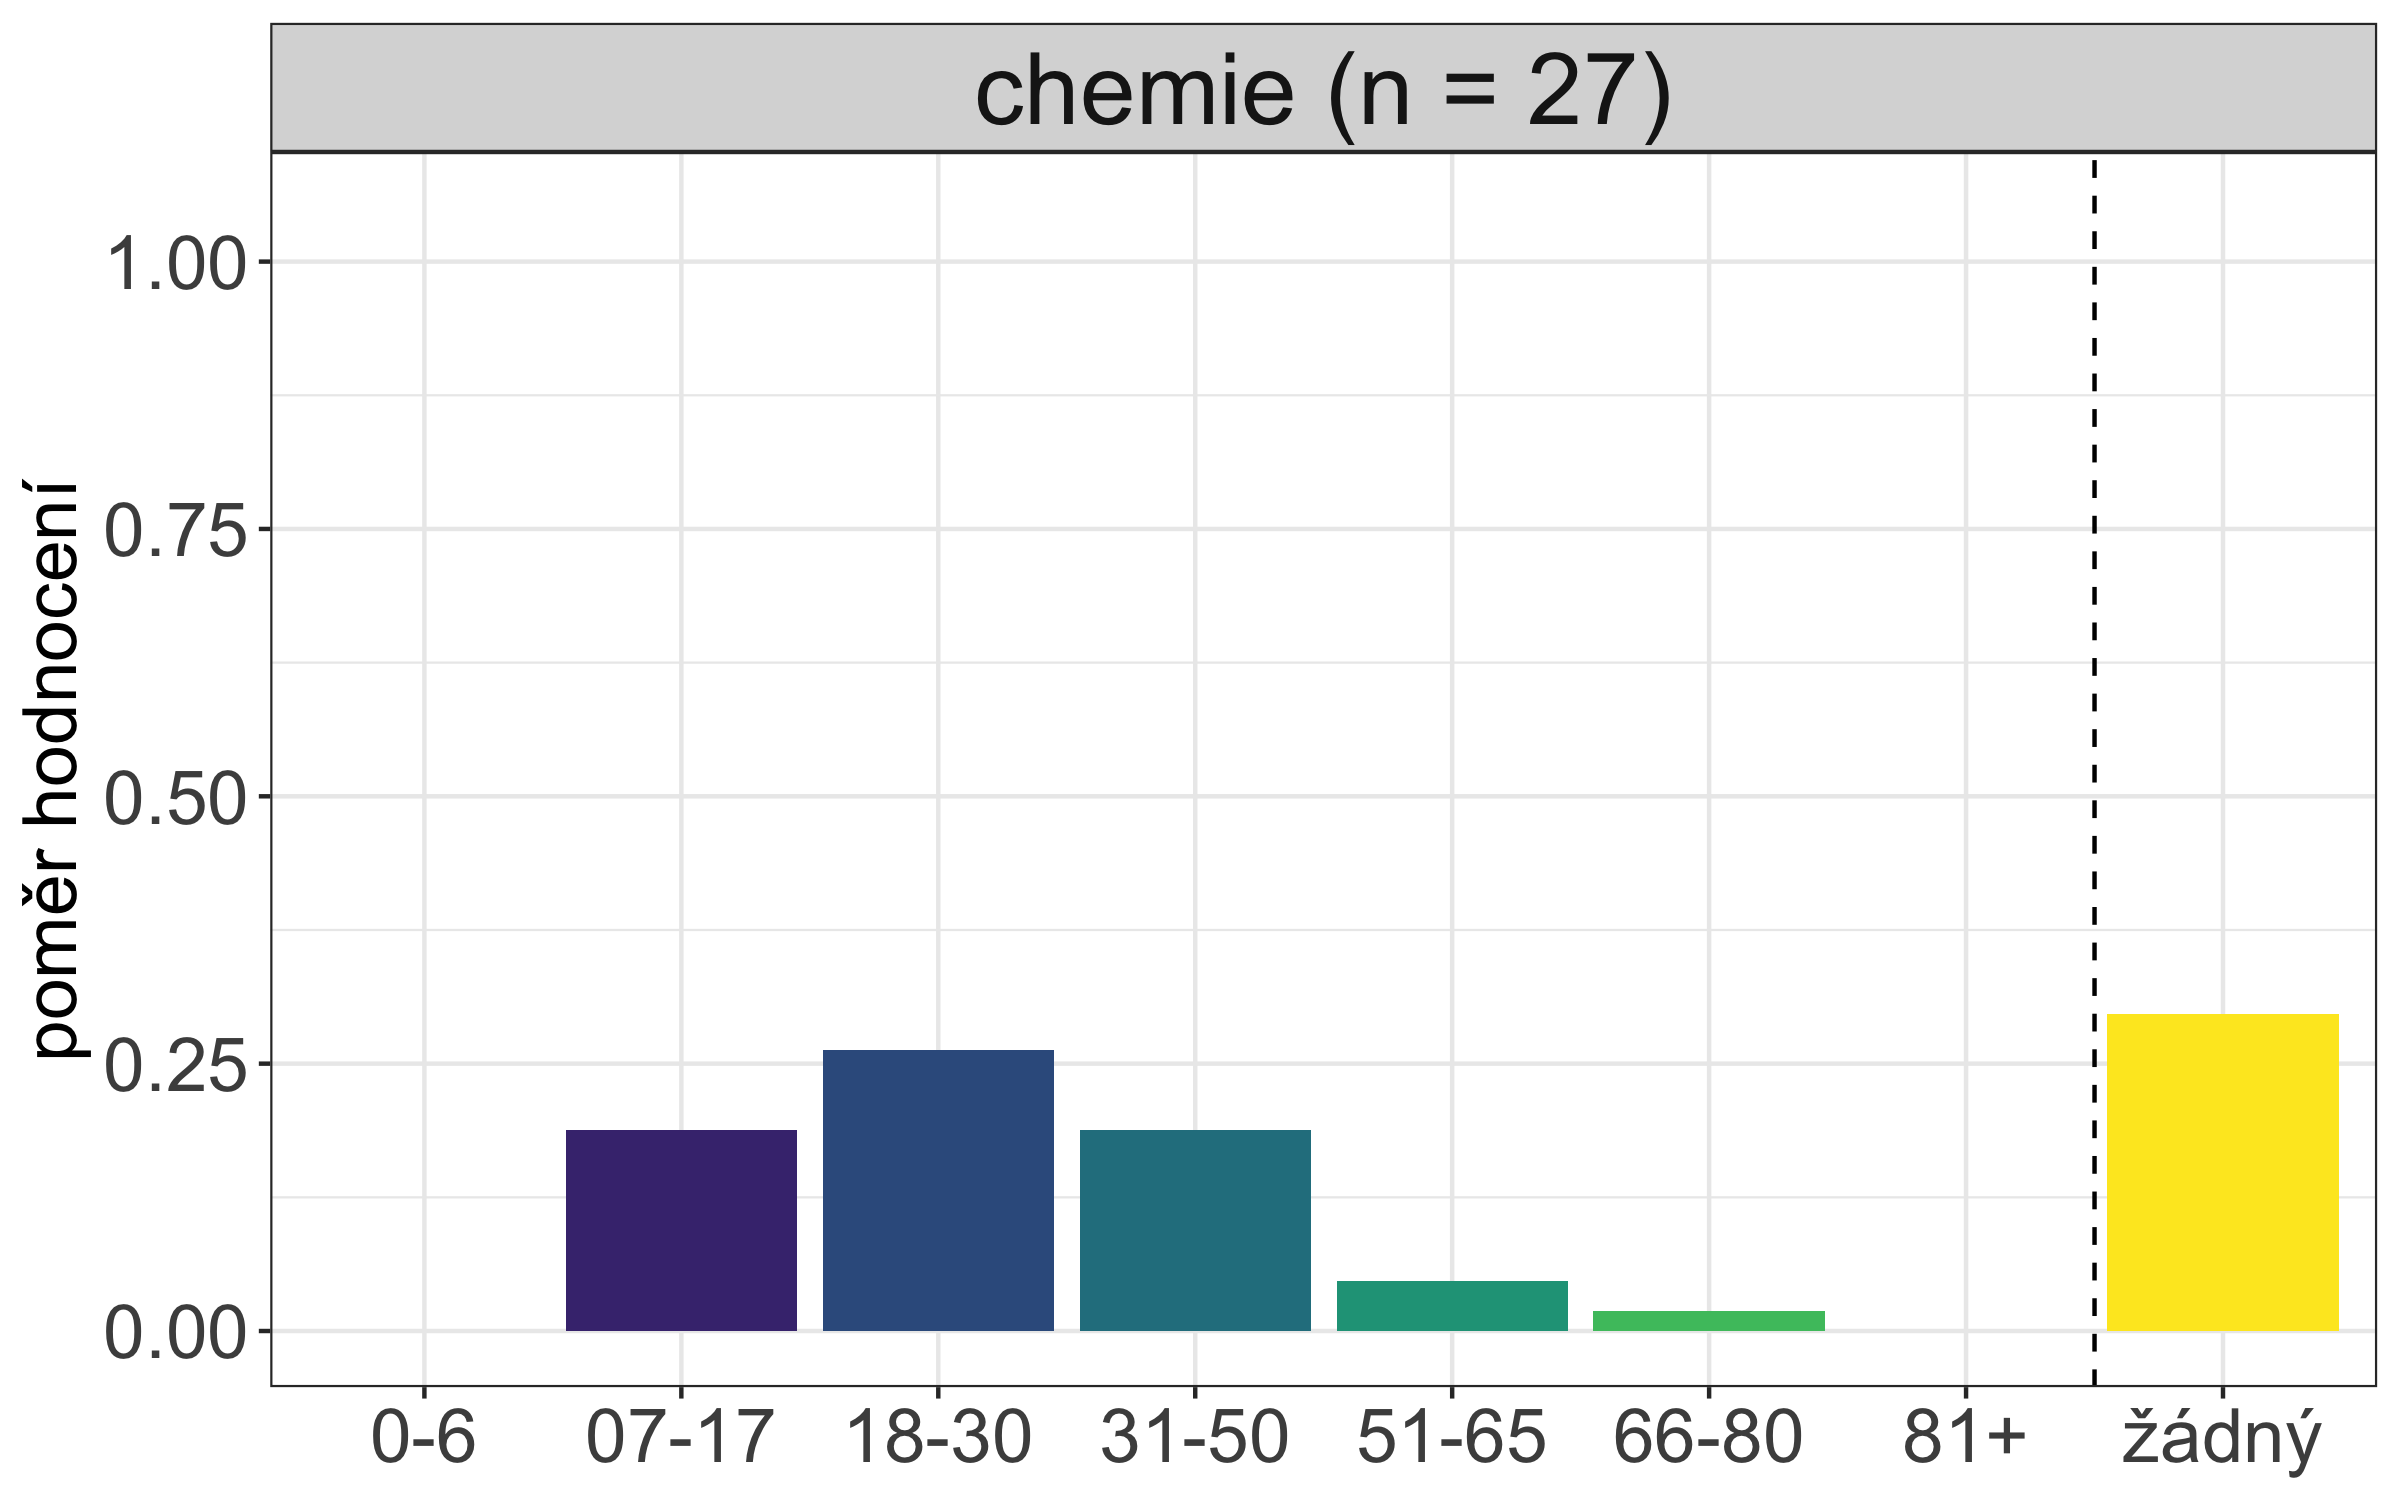 chemie (n = 27)
poměr hodnocení
1.00
0.75
0.50
0.25
0.00
0-6 07-17 18-30 31-50 51-65 66-80 81+ žádný